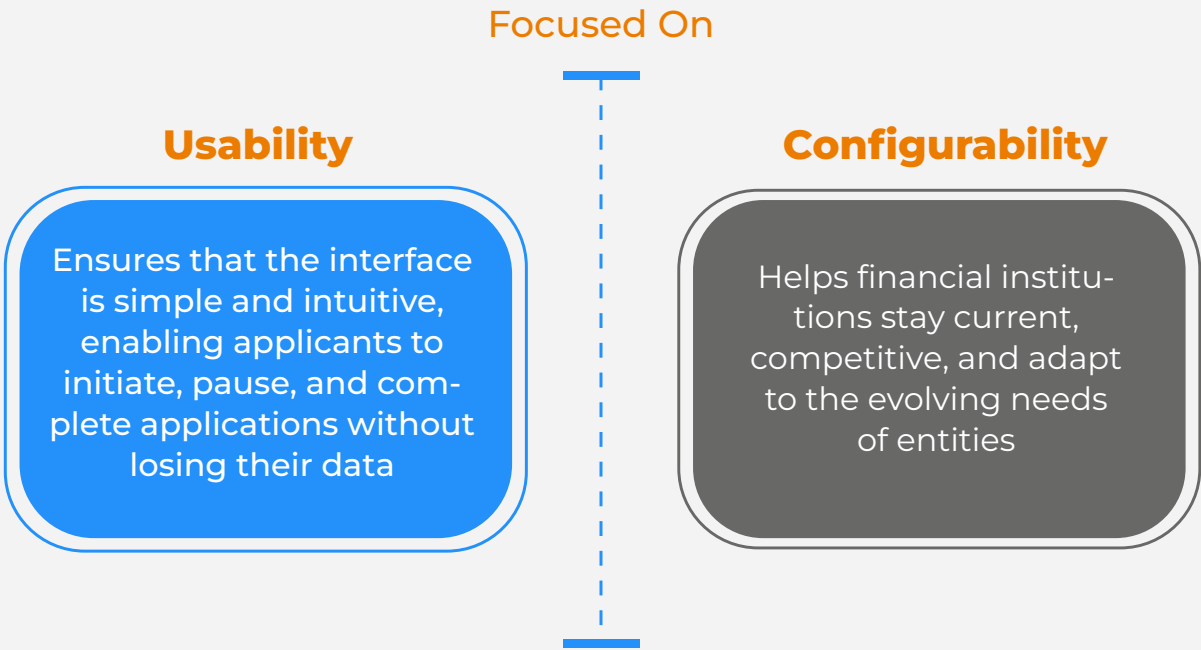 Focused On
Usability
Ensures that the interface
is simple and intuitive,
enabling applicants to
initiate, pause, and com-
plete applications without
losing their data
Configurability
Helps financial institu-
tions stay current,
competitive, and adapt
to the evolving needs
of entities